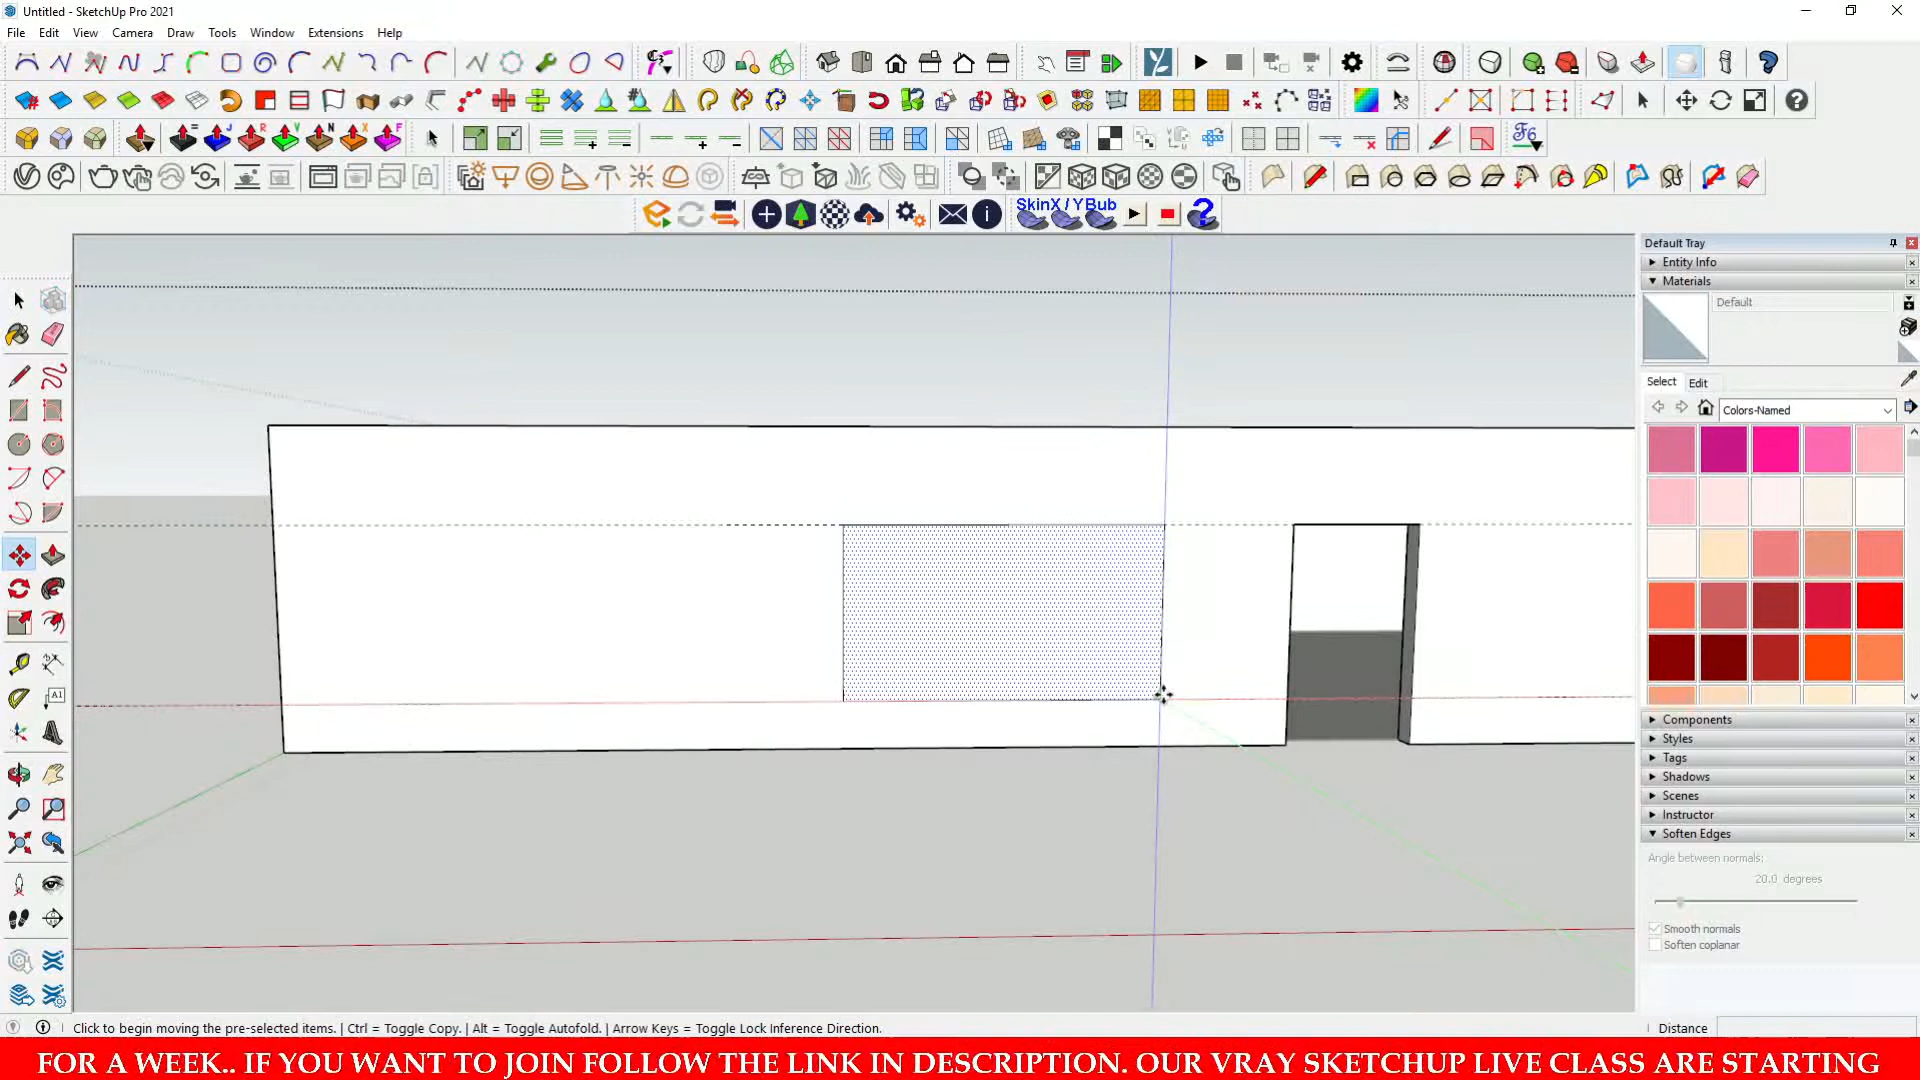 Untitled - SketchUp Pro 2021
File Edit View Camera Draw Tools Window Extensions Help
SkinX / YBub
Default Tray
Entity Info
Materials
Default
Select Edit
Colors-Named
Components
Styles
Tags
Shadows
Scenes
Instructor
Soften Edges
Angle between normals:
20.0 degrees
Smooth normals
Soften coplanar
Click to begin moving the pre-selected items. | Ctrl = Toggle Copy. | Alt = Toggle Autofold. | Arrow Keys = Toggle Lock Inference Direction.
Distance
FOR A WEEK.. IF YOU WANT TO JOIN FOLLOW THE LINK IN DESCRIPTION. OUR VRAY SKETCHUP LIVE CLASS ARE STARTING